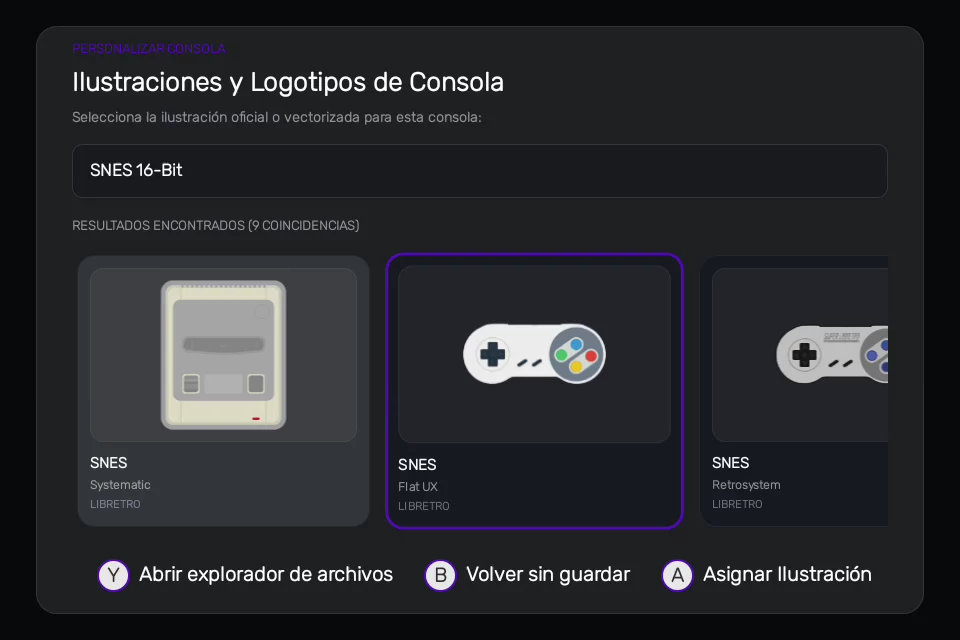 PERSONALIZAR CONSOLA
Ilustraciones y Logotipos de Consola
Selecciona la ilustración oficial o vectorizada para esta consola:
SNES 16-Bit
RESULTADOS ENCONTRADOS (9 COINCIDENCIAS)
SNES
Systematic
LIBRETRO
SNES
Flat UX
LIBRETRO
SNES
Retrosystem
LIBRETRO
Y Abrir explorador de archivos
B Volver sin guardar
A Asignar Ilustración